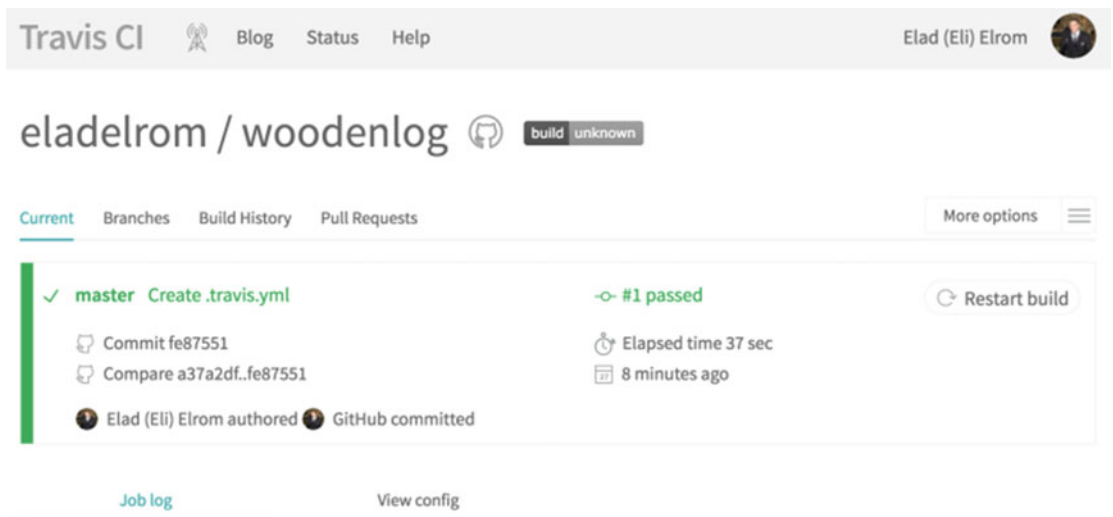 Travis CI Blog Status Help Elad (Eli) Elrom
eladelrom / woodenlog build unknown
Current Branches Build History Pull Requests More options
master Create .travis.yml #1 passed Restart build
Commit fe87551 Elapsed time 37 sec
Compare a37a2df..fe87551 8 minutes ago
Elad (Eli) Elrom authored GitHub committed
Job log View config